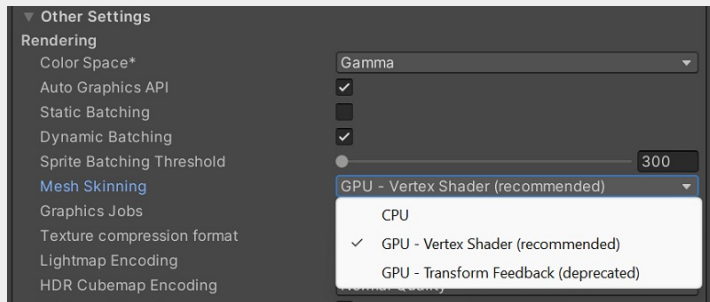 Other Settings
Rendering
Color Space* Gamma
Auto Graphics API
Static Batching
Dynamic Batching
Sprite Batching Threshold 300
Mesh Skinning GPU - Vertex Shader (recommended)
Graphics Jobs CPU
Texture compression format GPU - Vertex Shader (recommended)
Lightmap Encoding GPU - Transform Feedback (deprecated)
HDR Cubemap Encoding Normal Quality